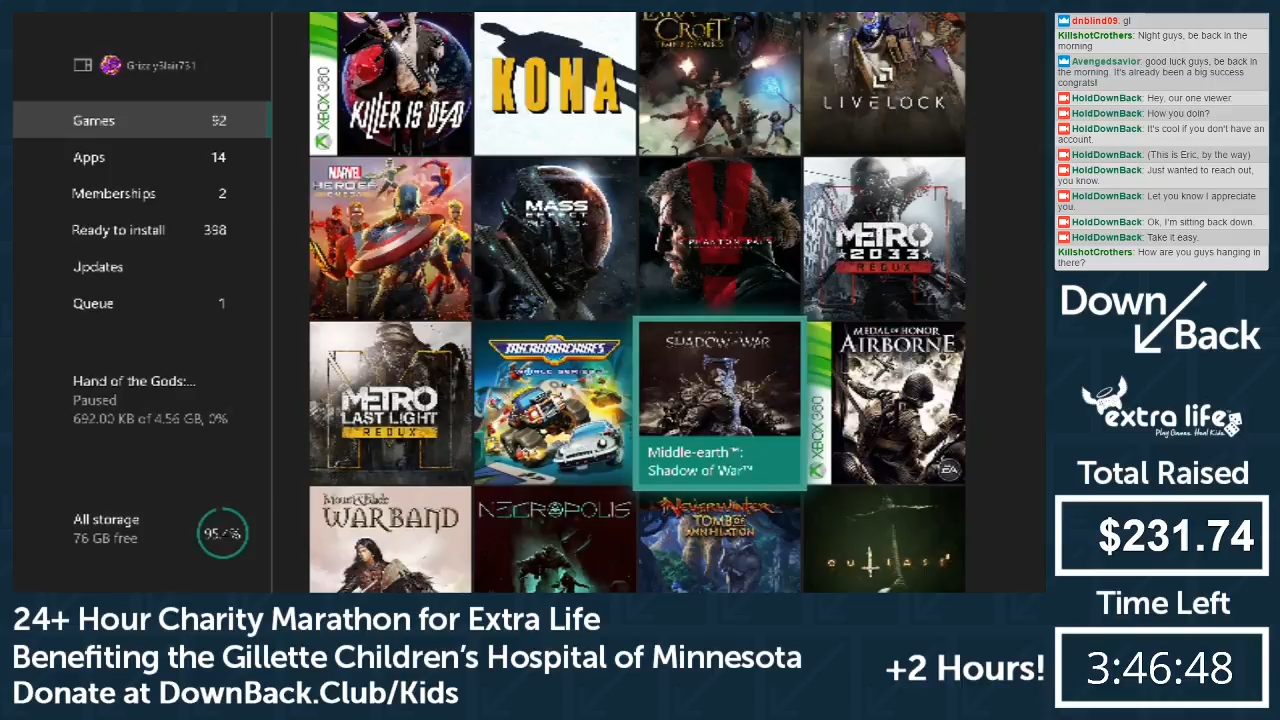 Games 92
Apps 14
Memberships 2
Ready to install 398
Updates
Queue 1
Hand of the Gods:...
Paused
692.00 KB of 4.56 GB, 0%
All storage
76 GB free
XBOX 360
KILLER IS DEAD
KONA
CROFT
LIVELOCK
MARVEL
HEROES
MASS
EFFECT
PHANTOM PAIN
METRO
2033
REDUX
METRO
LAST LIGHT
REDUX
MICROMACHINES
WORLD SERIES
SHADOW OF WAR
Middle-earth™:
Shadow of War™
XBOX 360
MEDAL OF HONOR
AIRBORNE
EA
Mount&Blade
WARBAND
NECROPOLIS
NEVERWINTER
TOMB OF
ANNIHILATION
OUTLAST
dnblind09: gl
KillshotCrothers: Night guys, be back in the
morning
Avengedsavior: good luck guys, be back in
the morning. It's already been a big success
congrats!
HoldDownBack: Hey, our one viewer.
HoldDownBack: How you doin?
HoldDownBack: It's cool if you don't have an
account.
HoldDownBack: (This is Eric, by the way)
HoldDownBack: Just wanted to reach out,
you know.
HoldDownBack: Let you know I appreciate
you.
HoldDownBack: Ok. I'm sitting back down.
HoldDownBack: Take it easy.
KillshotCrothers: How are you guys hanging in
there?
Down
Back
extra life
Play Games. Heal Kids.
Total Raised
$231.74
Time Left
3:46:48
24+ Hour Charity Marathon for Extra Life
Benefiting the Gillette Children's Hospital of Minnesota
Donate at DownBack.Club/Kids
+2 Hours!